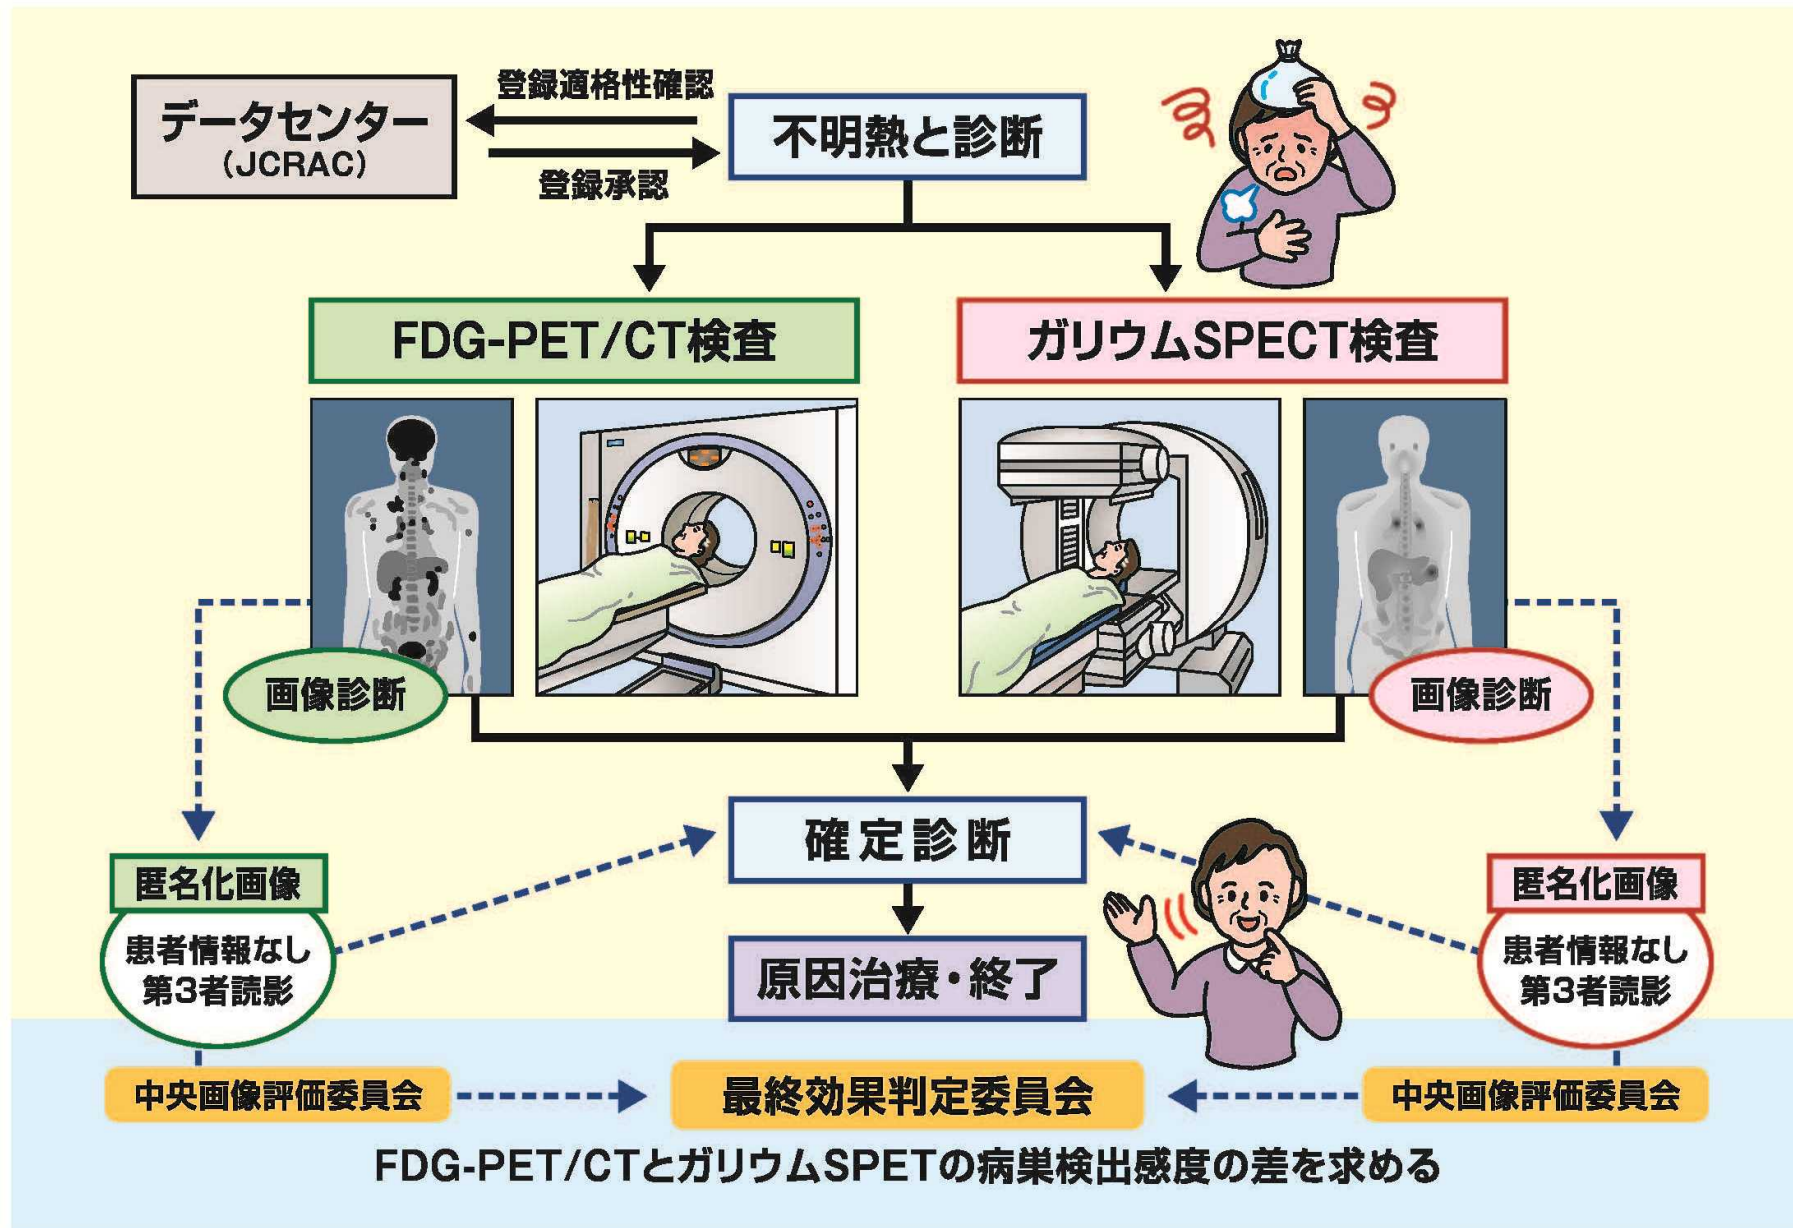 データセンター
(JCRAC)
登録適格性確認
登録承認
不明熱と診断
FDG-PET/CT検査
ガリウムSPECT検査
画像診断
画像診断
確定診断
匿名化画像
患者情報なし
第3者読影
匿名化画像
患者情報なし
第3者読影
原因治療・終了
中央画像評価委員会
最終効果判定委員会
中央画像評価委員会
FDG-PET/CTとガリウムSPETの病巣検出感度の差を求める